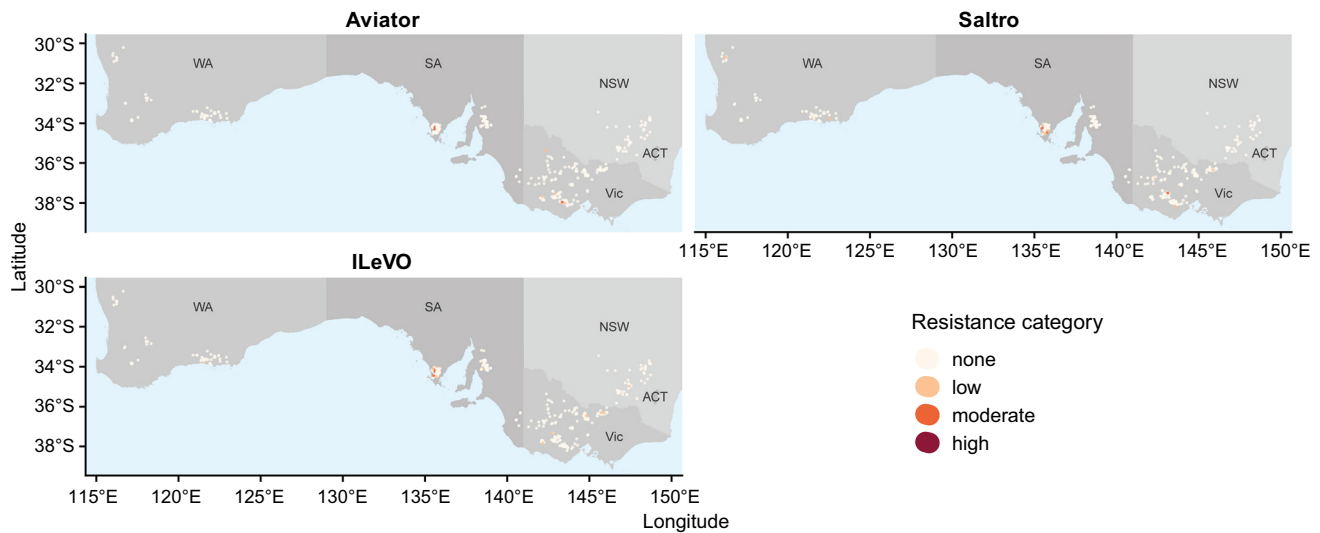 Aviator
Saltro
30°S
32°S
34°S
36°S
38°S
WA
SA
NSW
ACT
Vic
WA
SA
NSW
ACT
Vic
115°E 120°E 125°E 130°E 135°E 140°E 145°E 150°E
Latitude
ILeVO
30°S
32°S
34°S
36°S
38°S
WA
SA
NSW
ACT
Vic
115°E 120°E 125°E 130°E 135°E 140°E 145°E 150°E
Longitude
Resistance category
none
low
moderate
high